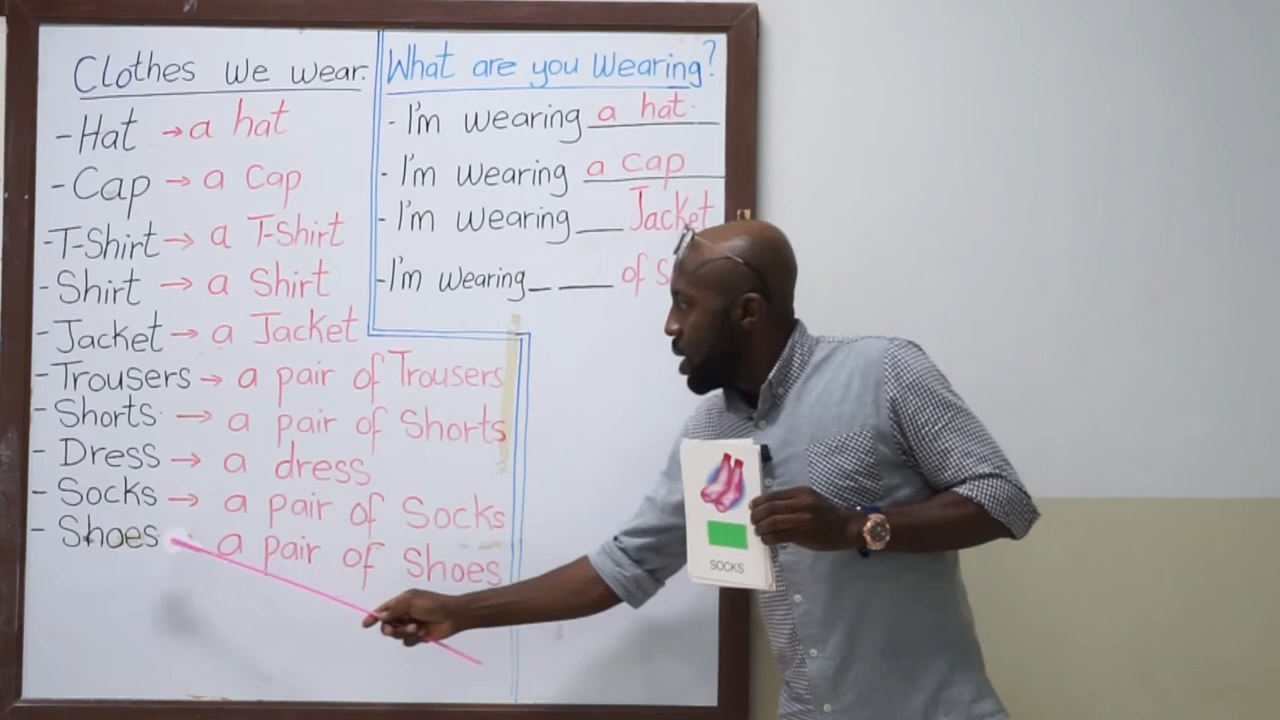 Clothes we wear.
- Hat → a hat
- Cap → a Cap
- T-Shirt → a T-Shirt
- Shirt → a Shirt
- Jacket → a Jacket
- Trousers → a pair of Trousers
- Shorts → a pair of Shorts
- Dress → a dress
- Socks → a pair of Socks
- Shoes a pair of Shoes
What are you Wearing?
- I'm wearing a hat.
- I'm wearing a cap
- I'm wearing __ Jacket
- I'm wearing _ __ of S
SOCKS